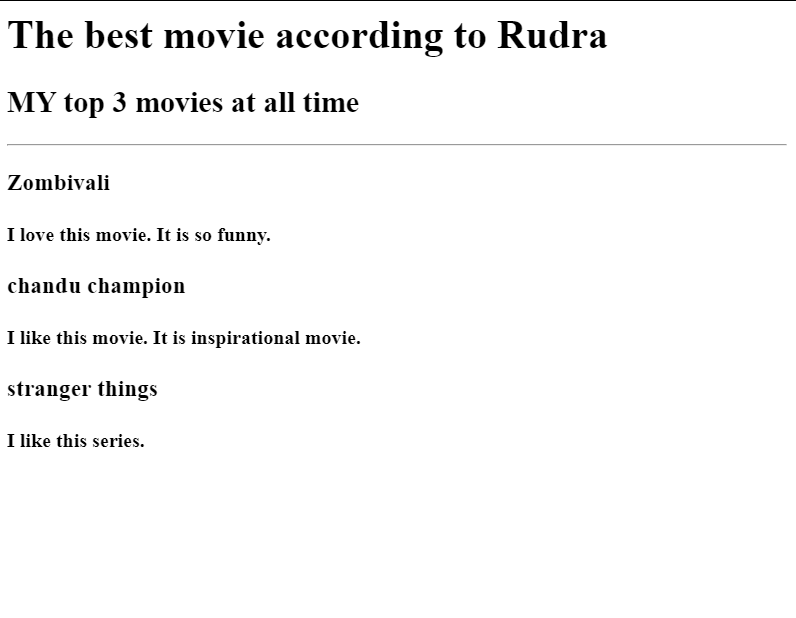 The best movie according to Rudra
MY top 3 movies at all time
Zombivali
I love this movie. It is so funny.
chandu champion
I like this movie. It is inspirational movie.
stranger things
I like this series.